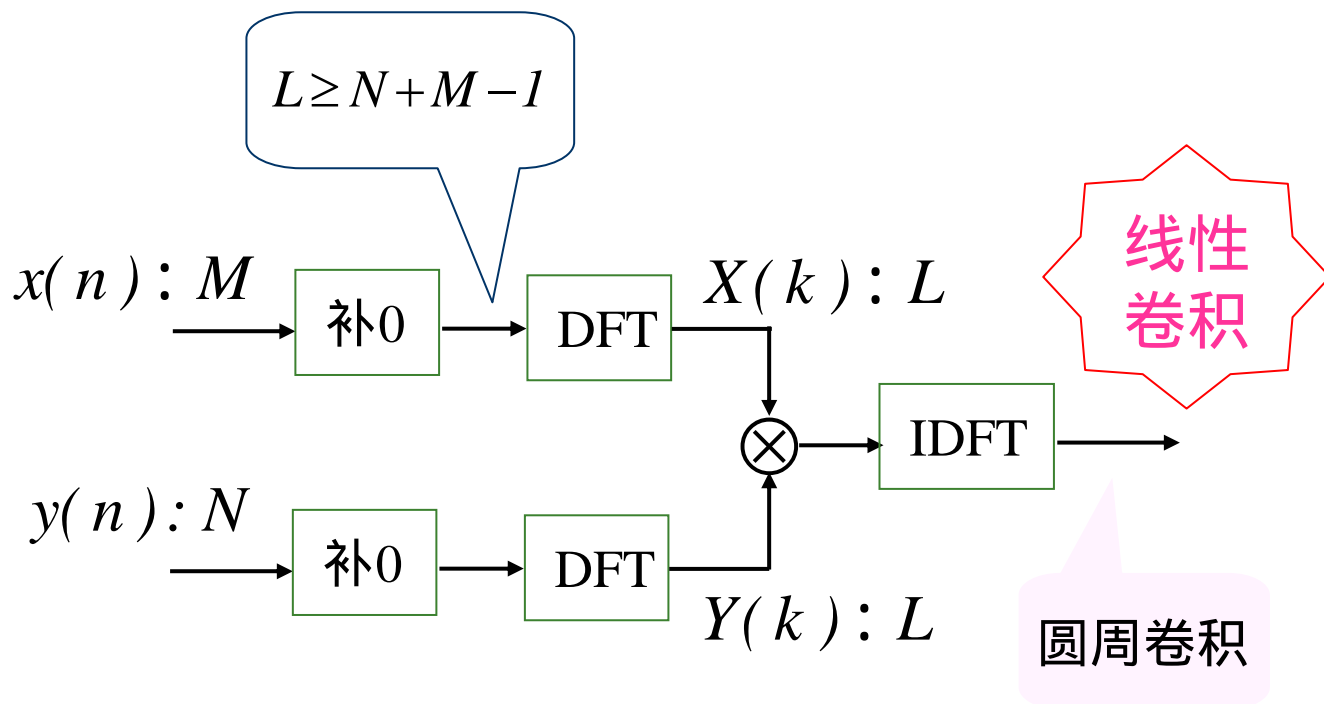 L≥N+M−1
x(n):M
补0
DFT
X(k):L
线性
卷积
IDFT
y(n):N
补0
DFT
Y(k):L
圆周卷积